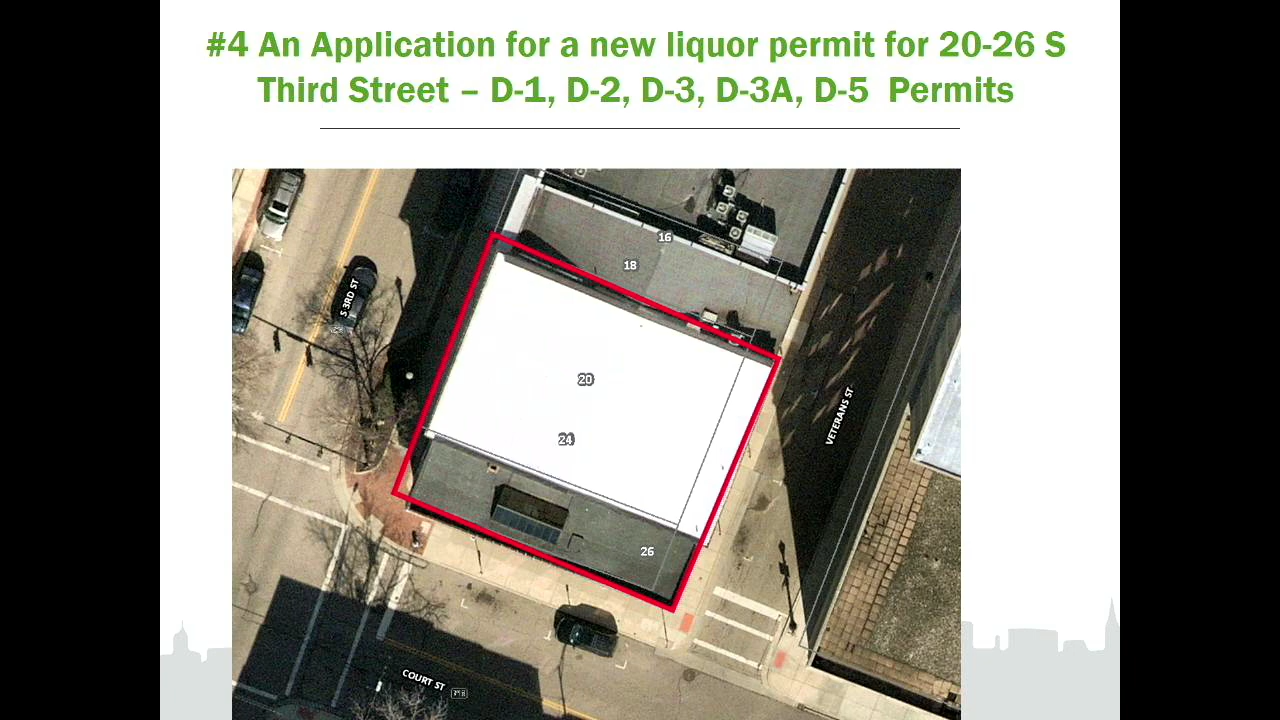 #4 An Application for a new liquor permit for 20-26 S
Third Street – D-1, D-2, D-3, D-3A, D-5 Permits
16
18
S 3RD ST
20
24
VETERANS ST
26
COURT ST